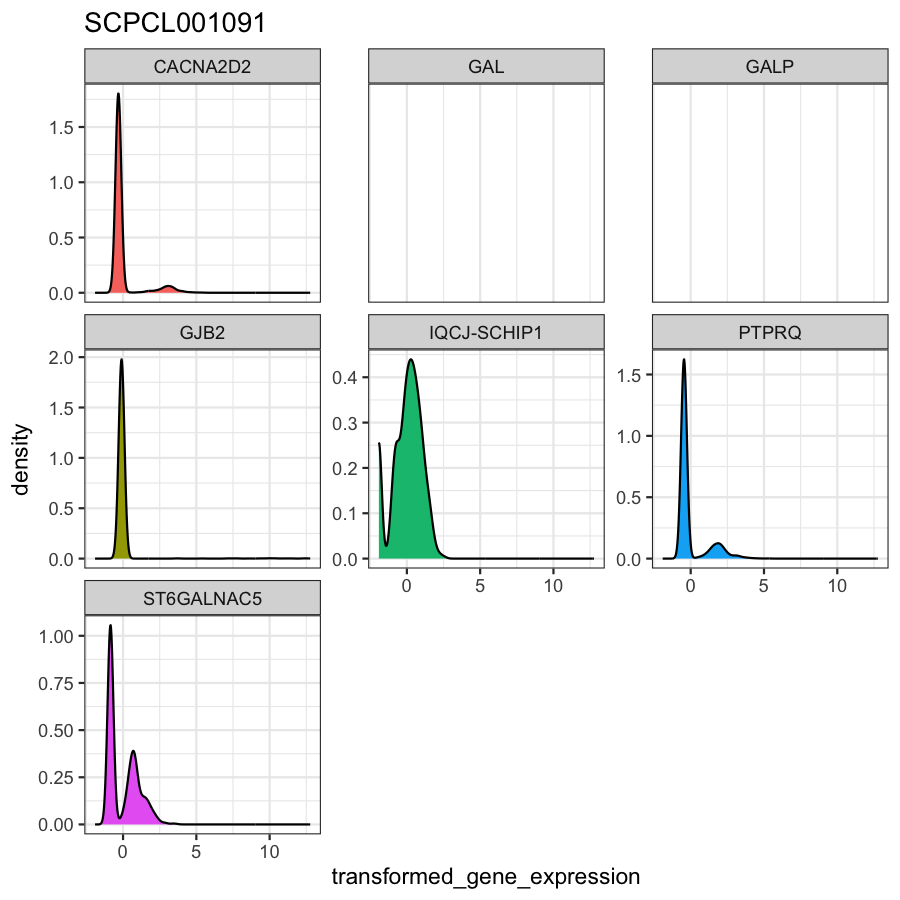 SCPCL001091
CACNA2D2 GAL GALP
1.5
1.0
0.5
0.0
GJB2 IQCJ-SCHIP1 PTPRQ
2.0
1.5
1.0
0.5
0.0
0.4
0.3
0.2
0.1
0.0
1.5
1.0
0.5
0.0
0 5 10
0 5 10
ST6GALNAC5
1.00
0.75
0.50
0.25
0.00
0 5 10
density
transformed_gene_expression